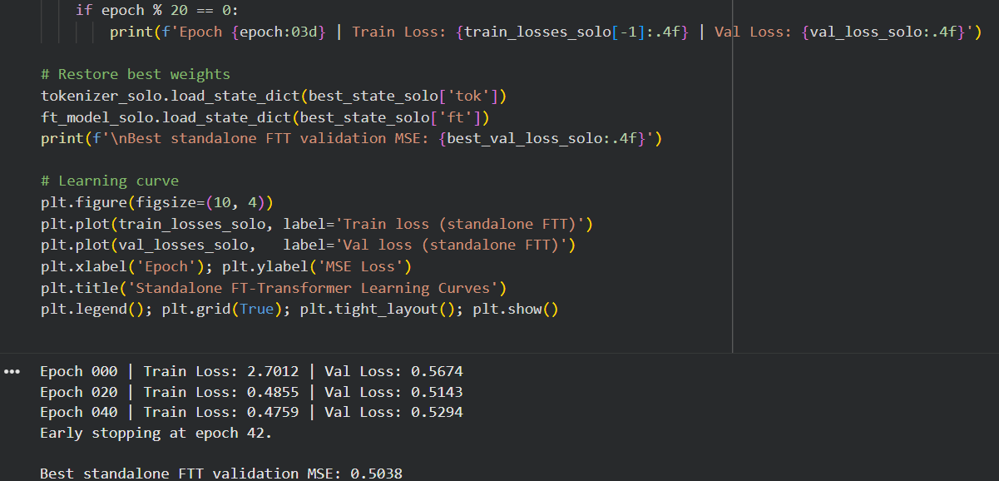 if epoch % 20 == 0:
print(f'Epoch {epoch:03d} | Train Loss: {train_losses_solo[-1]:.4f} | Val Loss: {val_loss_solo:.4f}')
# Restore best weights
tokenizer_solo.load_state_dict(best_state_solo['tok'])
ft_model_solo.load_state_dict(best_state_solo['ft'])
print(f'\nBest standalone FTT validation MSE: {best_val_loss_solo:.4f}')
# Learning curve
plt.figure(figsize=(10, 4))
plt.plot(train_losses_solo, label='Train loss (standalone FTT)')
plt.plot(val_losses_solo,   label='Val loss (standalone FTT)')
plt.xlabel('Epoch'); plt.ylabel('MSE Loss')
plt.title('Standalone FT-Transformer Learning Curves')
plt.legend(); plt.grid(True); plt.tight_layout(); plt.show()
Epoch 000 | Train Loss: 2.7012 | Val Loss: 0.5674
Epoch 020 | Train Loss: 0.4855 | Val Loss: 0.5143
Epoch 040 | Train Loss: 0.4759 | Val Loss: 0.5294
Early stopping at epoch 42.
Best standalone FTT validation MSE: 0.5038